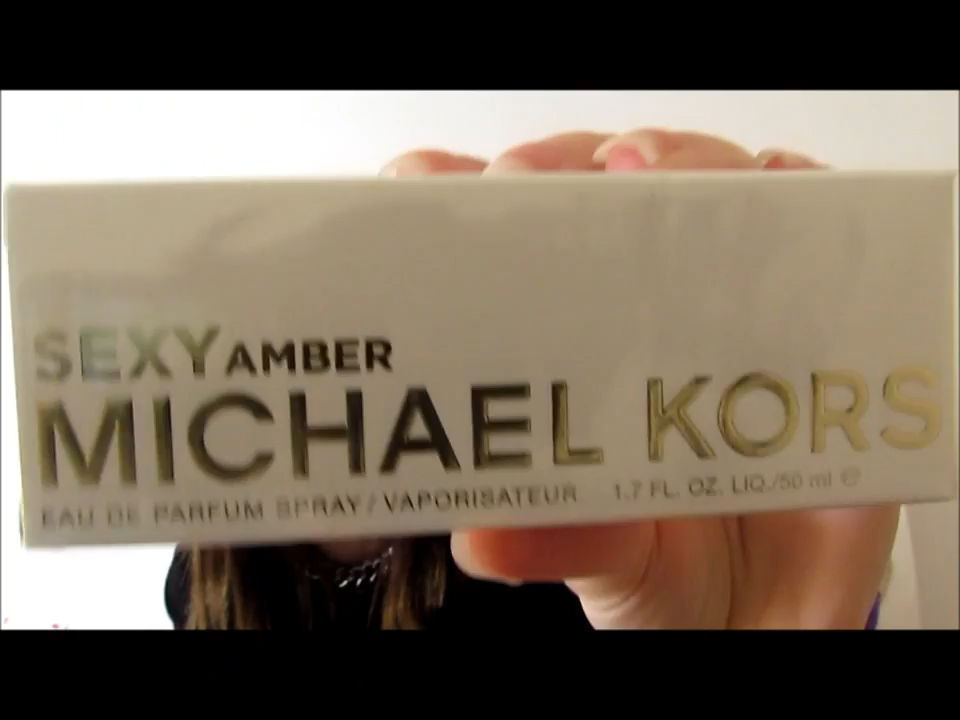 SEXY AMBER
MICHAEL KORS
EAU DE PARFUM SPRAY / VAPORISATEUR 1.7 FL. OZ. LIQ./50 ml ℮